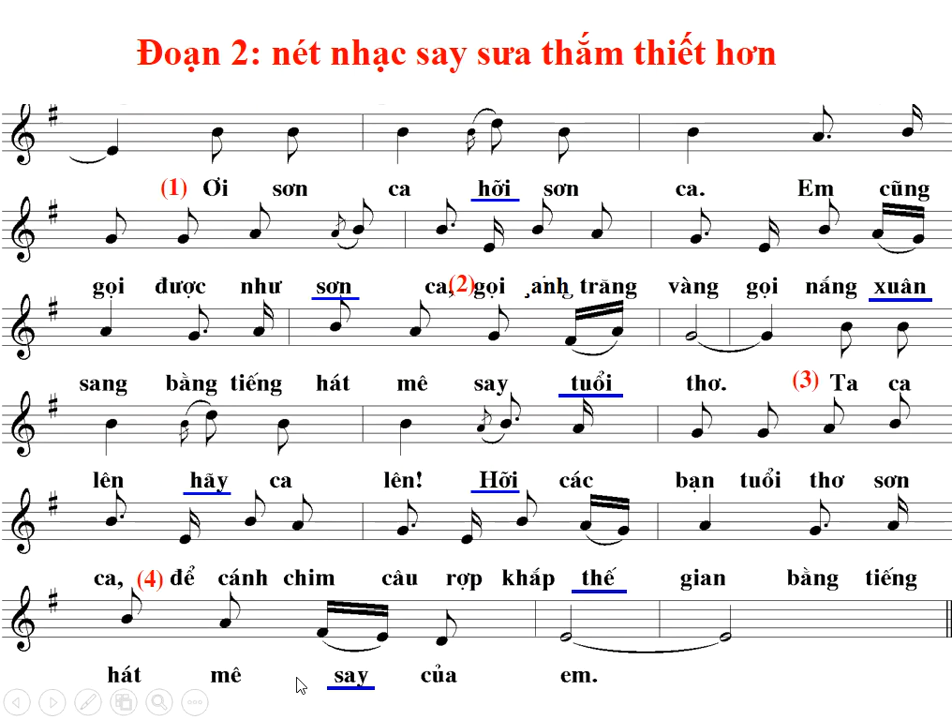 Đoạn 2: nét nhạc say sưa thắm thiết hơn
(1) Ơi sơn ca hỡi sơn ca. Em cũng
gọi được như sơn ca, (2) gọi ánh trăng vàng gọi nắng xuân
sang bằng tiếng hát mê say tuổi thơ. (3) Ta ca
lên hãy ca lên! Hỡi các bạn tuổi thơ sơn
ca, (4) để cánh chim câu rợp khắp thế gian bằng tiếng
hát mê say của em.